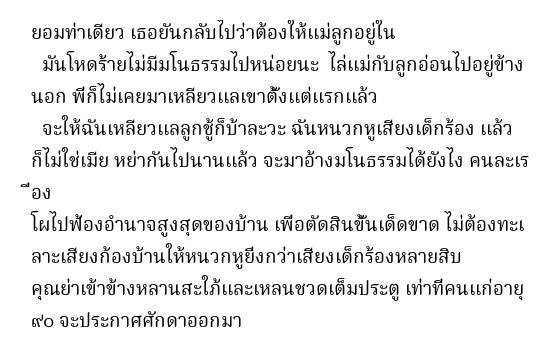 ยอมท่าเดียว เธอยันกลับไปว่าต้องให้แม่ลูกอยู่ใน
มันโหดร้ายไม่มีมโนธรรมไปหน่อยนะ ไล่แม่กับลูกอ่อนไปอยู่ข้าง
นอก พี่ก็ไม่เคยมาเหลียวแลเขาตั้งแต่แรกแล้ว
จะให้ฉันเหลียวแลลูกชู้ก็บ้าละวะ ฉันหนวกหูเสียงเด็กร้อง แล้ว
ก็ไม่ใช่เมีย หย่ากันไปนานแล้ว จะมาอ้างมโนธรรมได้ยังไง คนละเร
ื่อง
โผไปฟ้องอำนาจสูงสุดของบ้าน เพื่อตัดสินขั้นเด็ดขาด ไม่ต้องทะเ
ลาะเสียงก้องบ้านให้หนวกหูยิ่งกว่าเสียงเด็กร้องหลายสิบ
คุณย่าเข้าข้างหลานสะใภ้และเหลนชวดเต็มประตู เท่าที่คนแก่อายุ
๙๐ จะประกาศศักดาออกมา